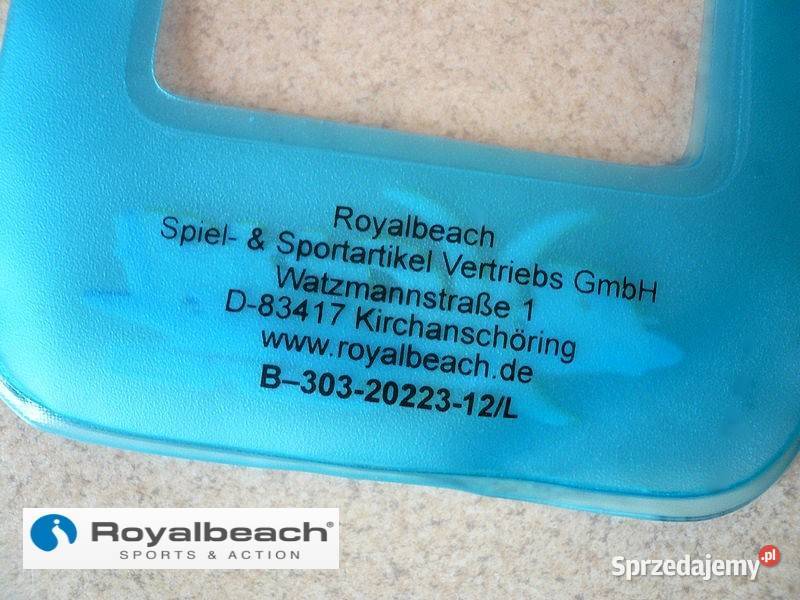 Royalbeach
Spiel- & Sportartikel Vertriebs GmbH
Watzmannstraße 1
D-83417 Kirchanschöring
www.royalbeach.de
B–303-20223-12/L
Royalbeach®
SPORTS & ACTION
Sprzedajemy.pl